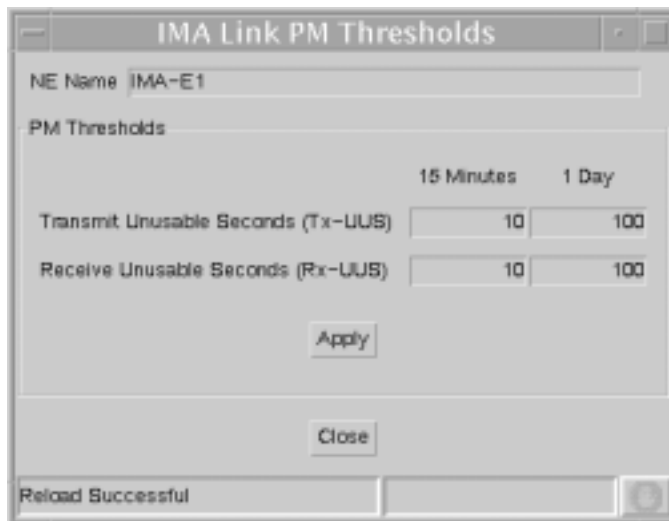 IMA Link PM Thresholds
NE Name IMA-E1
PM Thresholds
15 Minutes 1 Day
Transmit Unusable Seconds (Tx-UUS) 10 100
Receive Unusable Seconds (Rx-UUS) 10 100
Apply
Close
Reload Successful